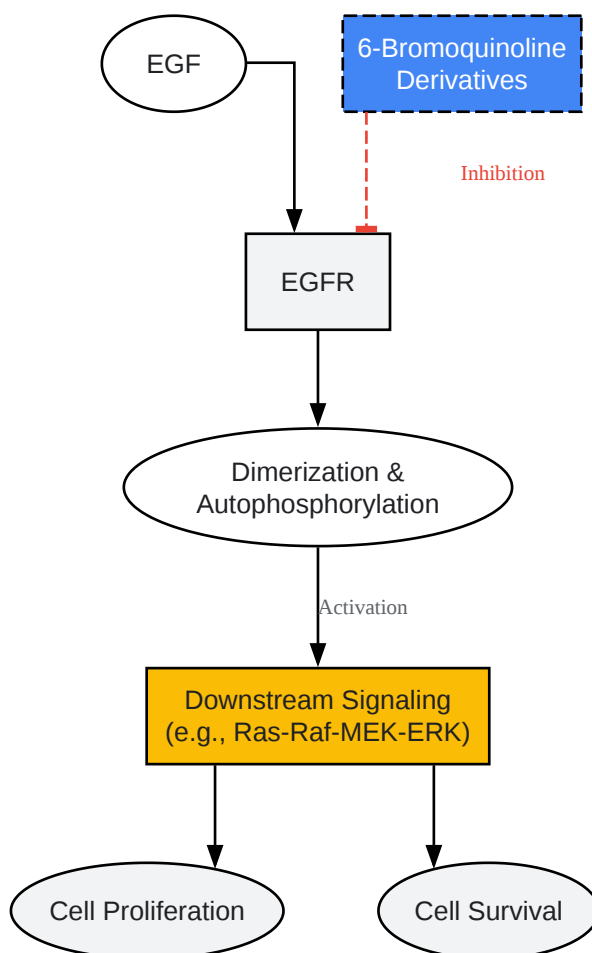 EGF
6-Bromoquinoline
Derivatives
Inhibition
EGFR
Dimerization &
Autophosphorylation
Activation
Downstream Signaling
(e.g., Ras-Raf-MEK-ERK)
Cell Proliferation
Cell Survival